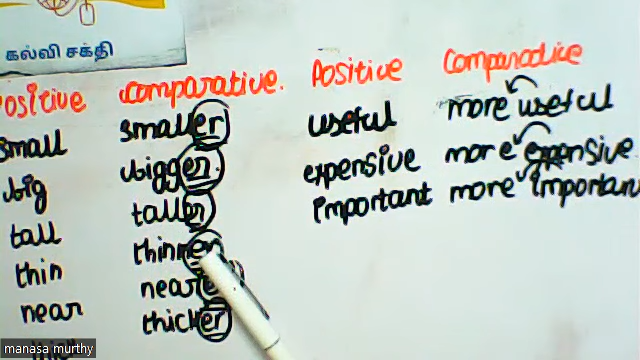 கல்வி சக்தி
Positive comparative. Positive Comparative
small smaller useful more useful
big bigger. expensive more expensive.
tall taller important more important
thin thinner
near nearer
thicker
manasa murthy